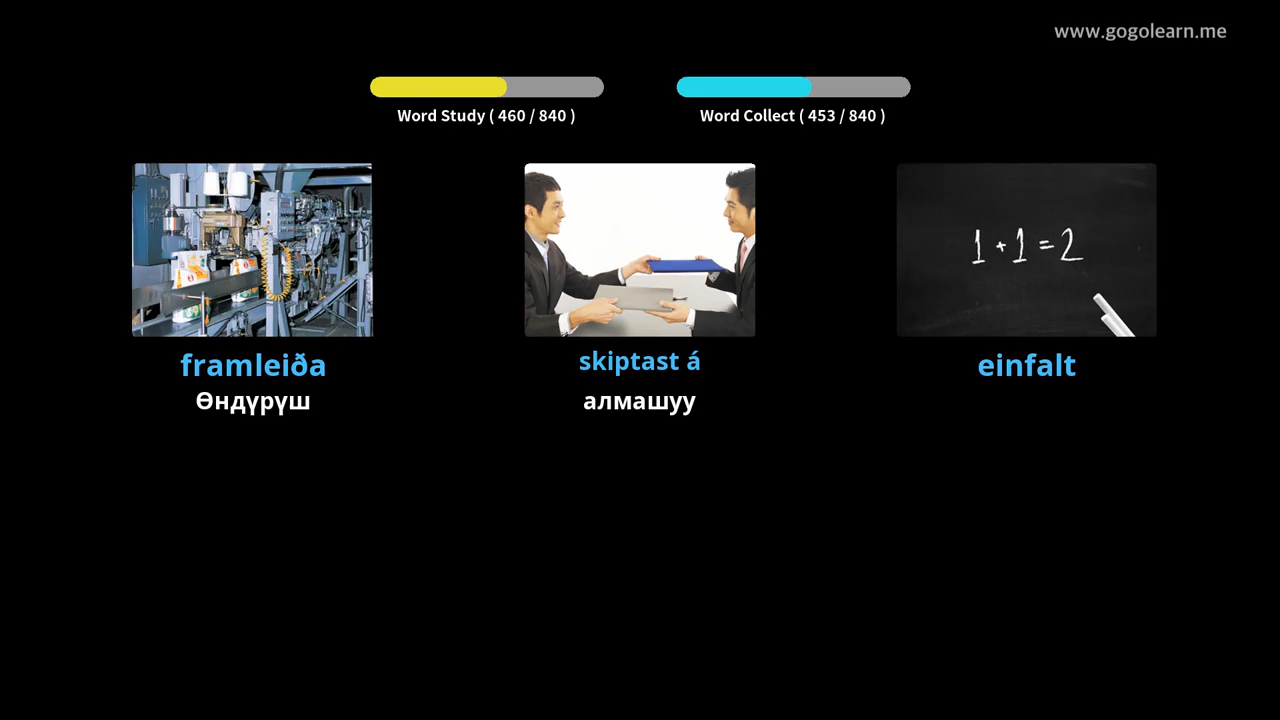 www.gogolearn.me
Word Study ( 460 / 840 )
Word Collect ( 453 / 840 )
1 + 1 = 2
framleiða
skiptast á
einfalt
Өндүрүш
алмашуу